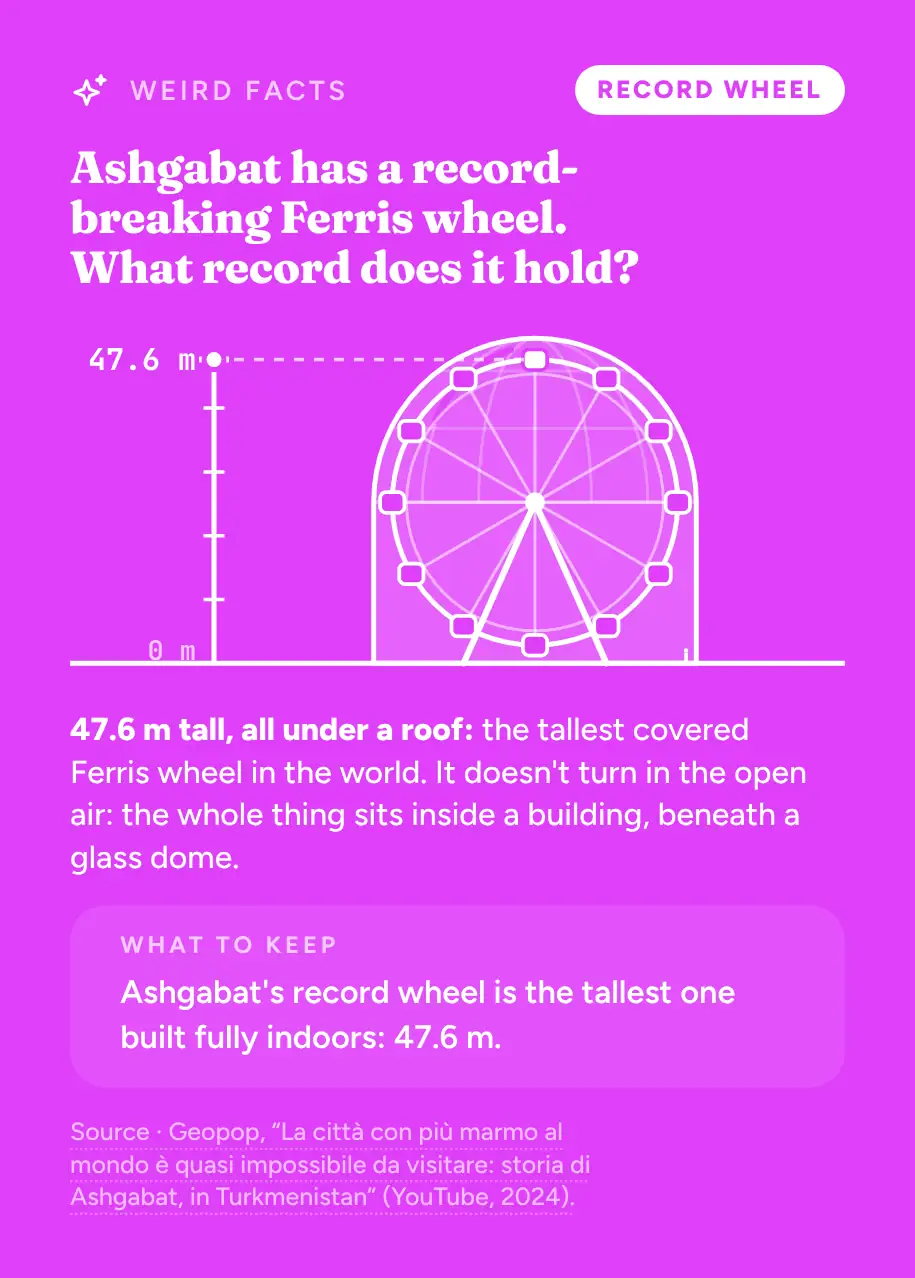 WEIRD FACTS
RECORD WHEEL
Ashgabat has a record-
breaking Ferris wheel.
What record does it hold?
47.6 m
0 m
47.6 m tall, all under a roof: the tallest covered
Ferris wheel in the world. It doesn't turn in the open
air: the whole thing sits inside a building, beneath a
glass dome.
WHAT TO KEEP
Ashgabat's record wheel is the tallest one
built fully indoors: 47.6 m.
Source · Geopop, “La città con più marmo al
mondo è quasi impossibile da visitare: storia di
Ashgabat, in Turkmenistan” (YouTube, 2024).